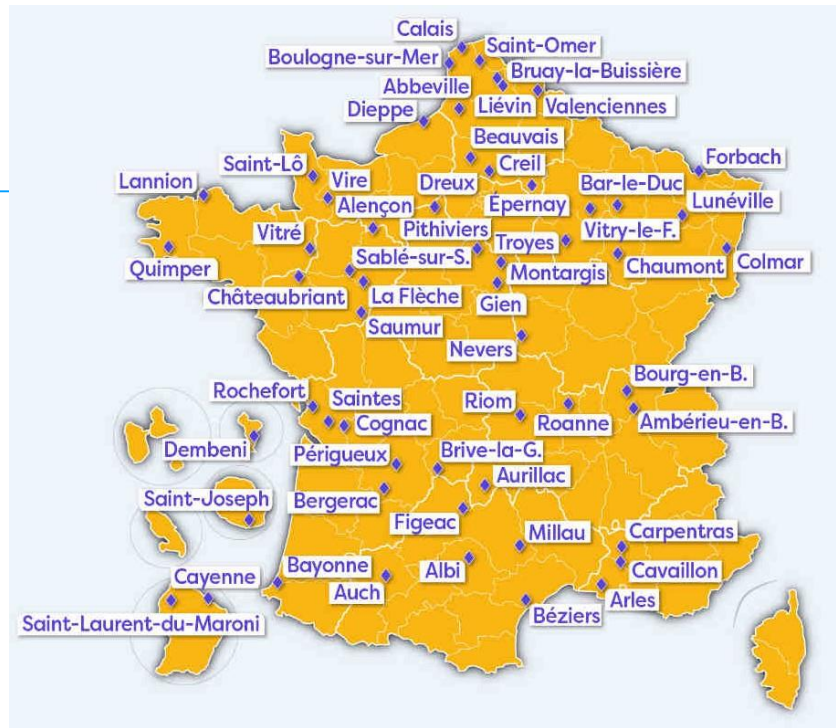 Calais
Saint-Omer
Boulogne-sur-Mer
Bruay-la-Buissière
Abbeville
Dieppe
Liévin
Valenciennes
Beauvais
Saint-Lô
Creil
Forbach
Lannion
Vire
Dreux
Bar-le-Duc
Alençon
Épernay
Lunéville
Vitré
Pithiviers
Vitry-le-F.
Troyes
Quimper
Sablé-sur-S.
Montargis
Chaumont
Colmar
Châteaubriant
La Flèche
Gien
Saumur
Nevers
Bourg-en-B.
Rochefort
Saintes
Riom
Roanne
Ambérieu-en-B.
Cognac
Dembeni
Périgueux
Brive-la-G.
Aurillac
Saint-Joseph
Bergerac
Figeac
Millau
Carpentras
Bayonne
Cayenne
Albi
Cavaillon
Auch
Arles
Saint-Laurent-du-Maroni
Béziers